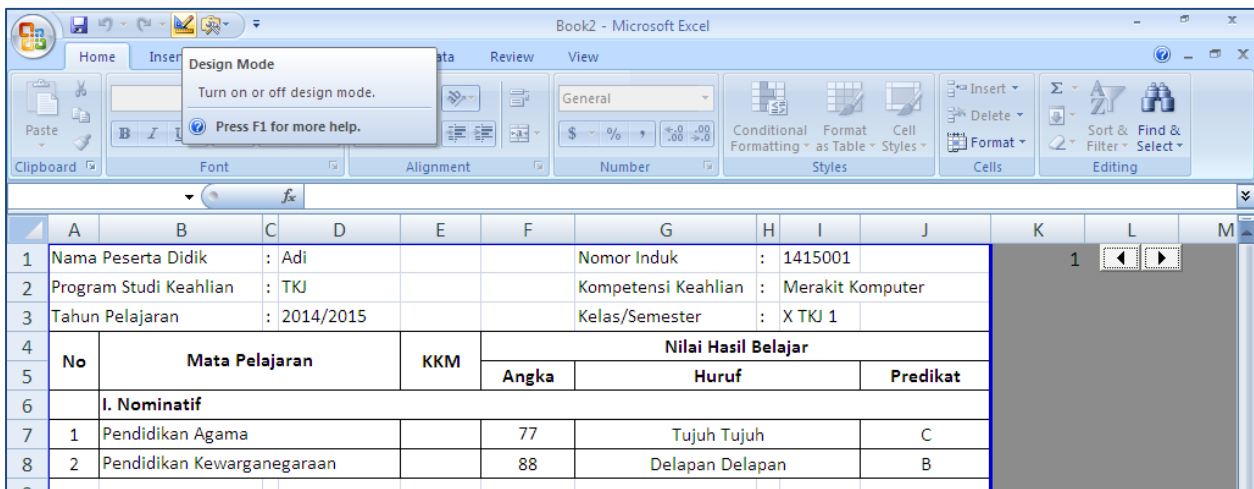 Book2 - Microsoft Excel
Home Inser ata Review View
Design Mode
Turn on or off design mode.
Press F1 for more help.
Paste
B I U
General
$ % , .0 .00 .00 .0
Conditional Formatting
Format as Table
Cell Styles
Insert
Delete
Format
Σ
Sort & Filter
Find & Select
Clipboard Font Alignment Number Styles Cells Editing
fx
A B C D E F G H I J K L M
1 Nama Peserta Didik : Adi Nomor Induk : 1415001 1
2 Program Studi Keahlian : TKJ Kompetensi Keahlian : Merakit Komputer
3 Tahun Pelajaran : 2014/2015 Kelas/Semester : X TKJ 1
4 No Mata Pelajaran KKM Nilai Hasil Belajar
5 Angka Huruf Predikat
6 I. Nominatif
7 1 Pendidikan Agama 77 Tujuh Tujuh C
8 2 Pendidikan Kewarganegaraan 88 Delapan Delapan B